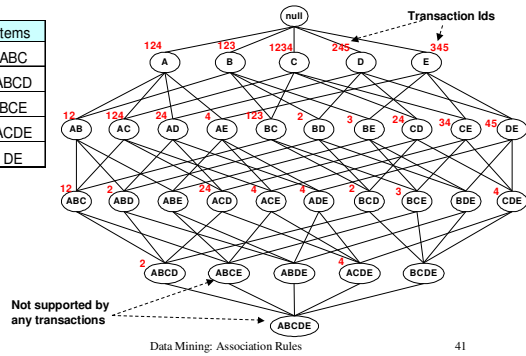 null
Transaction Ids
124 123 1234 245 345
A B C D E
tems
ABC
ABCD
BCE
ACDE
DE
12 124 24 4 123 2 3 24 34 45
AB AC AD AE BC BD BE CD CE DE
12 2 24 4 4 2 3 4
ABC ABD ABE ACD ACE ADE BCD BCE BDE CDE
2 4
ABCD ABCE ABDE ACDE BCDE
Not supported by
any transactions
ABCDE
Data Mining: Association Rules 41